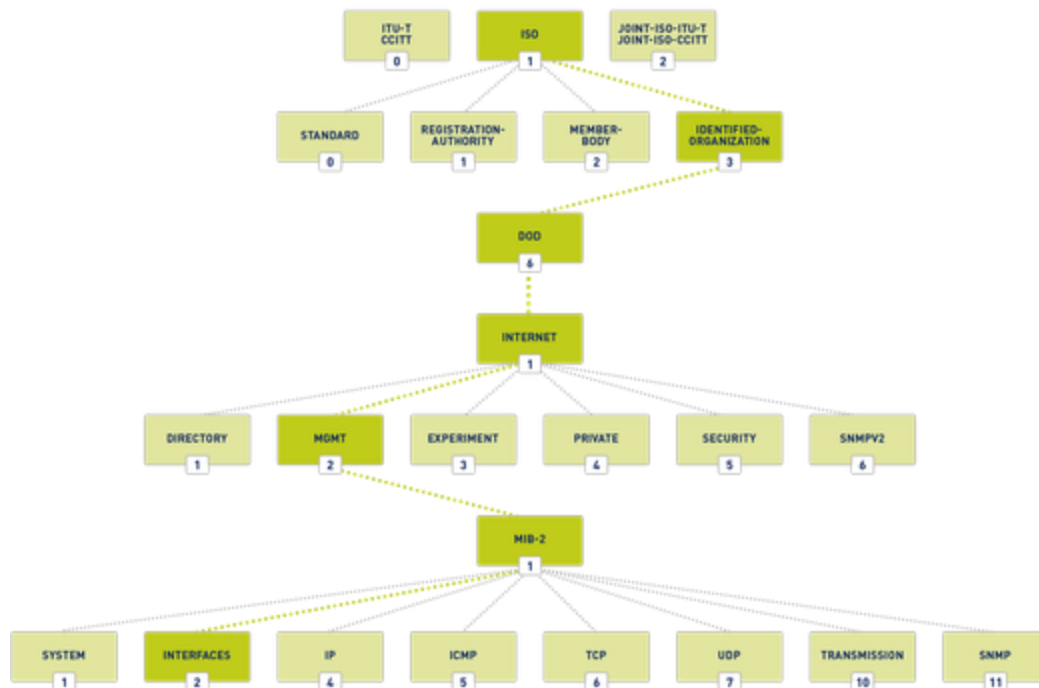 ITU-T
CCITT
0
ISO
1
JOINT-ISO-ITU-T
JOINT-ISO-CCITT
2
STANDARD
0
REGISTRATION-
AUTHORITY
1
MEMBER-
BODY
2
IDENTIFIED-
ORGANIZATION
3
DOD
6
INTERNET
1
DIRECTORY
1
MGMT
2
EXPERIMENT
3
PRIVATE
4
SECURITY
5
SNMPV2
6
MIB-2
1
SYSTEM
1
INTERFACES
2
IP
4
ICMP
5
TCP
6
UDP
7
TRANSMISSION
10
SNMP
11